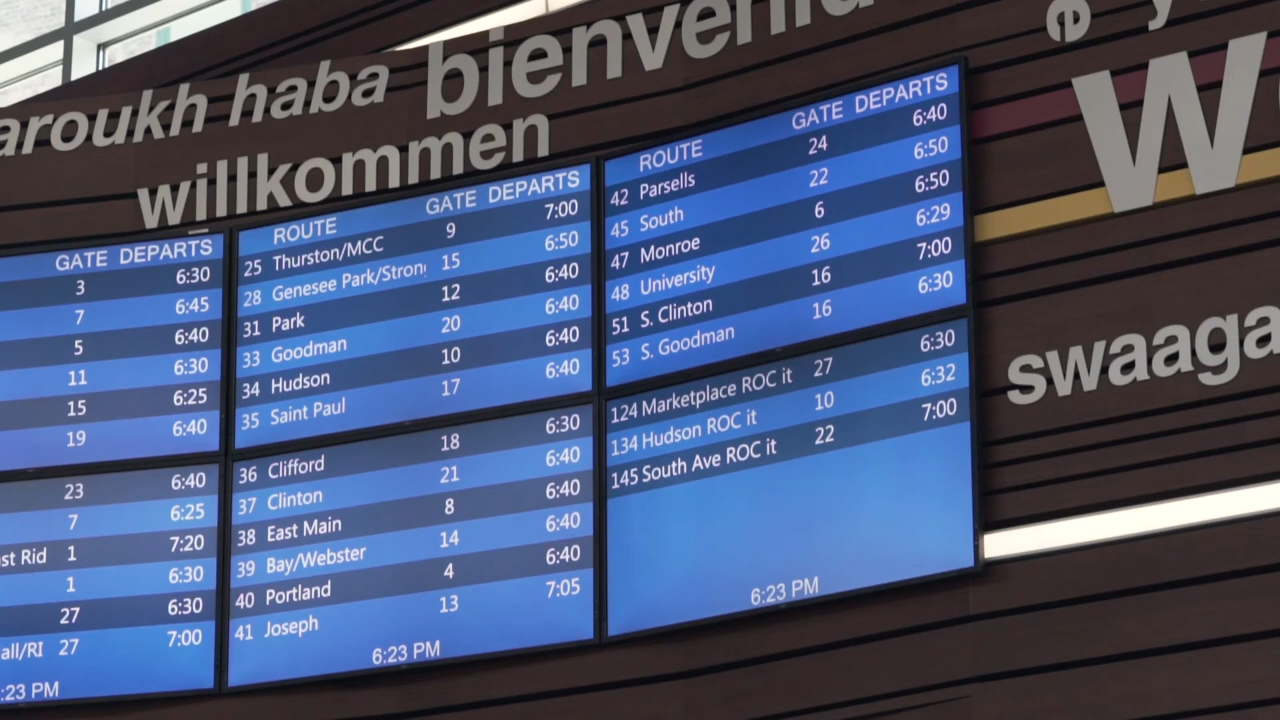 aroukh haba
bienvenid
willkommen
e
y
W
swaaga
GATE DEPARTS
3 6:30
7 6:45
5 6:40
11 6:30
15 6:25
19 6:40
23 6:40
7 6:25
st Rid 1 7:20
1 6:30
27 6:30
all/RI 27 7:00
:23 PM
ROUTE GATE DEPARTS
25 Thurston/MCC 9 7:00
28 Genesee Park/Stron 15 6:50
31 Park 12 6:40
33 Goodman 20 6:40
34 Hudson 10 6:40
35 Saint Paul 17 6:40
36 Clifford 18 6:30
37 Clinton 21 6:40
38 East Main 8 6:40
39 Bay/Webster 14 6:40
40 Portland 4 6:40
41 Joseph 13 7:05
6:23 PM
ROUTE GATE DEPARTS
42 Parsells 24 6:40
45 South 22 6:50
47 Monroe 6 6:50
48 University 26 6:29
51 S. Clinton 16 7:00
53 S. Goodman 16 6:30
124 Marketplace ROC it 27 6:30
134 Hudson ROC it 10 6:32
145 South Ave ROC it 22 7:00
6:23 PM